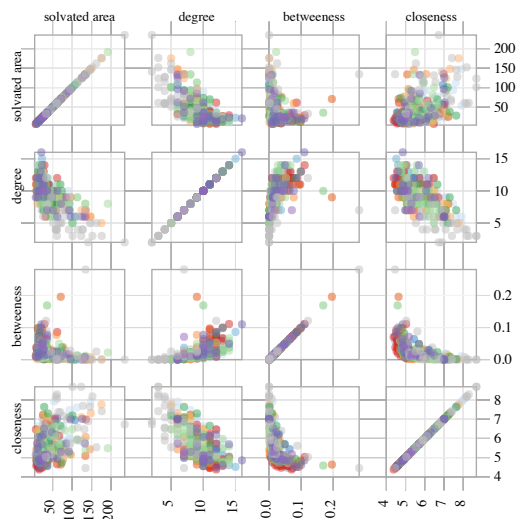 solvated area degree betweeness closeness
solvated area
200
150
100
50
degree
15
10
5
betweeness
0.2
0.1
0.0
closeness
8
7
6
5
4
50 100 150 200 5 10 15 0.0 0.1 0.2 4 5 6 7 8